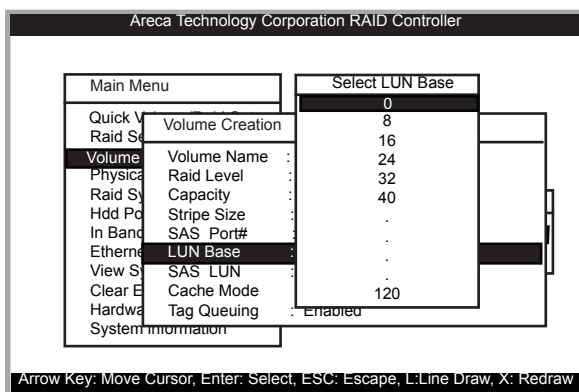 Areca Technology Corporation RAID Controller
Main Menu
Quick
Raid
Volume
Physica
Raid Sy
Hdd Po
In Banc
Etherne
View Sy
Clear E
Hardwa
System Information
Volume Creation
Volume Name :
Raid Level :
Capacity :
Stripe Size :
SAS Port# :
LUN Base :
SAS LUN :
Cache Mode :
Tag Queuing : Enabled
Select LUN Base
0
8
16
24
32
40
.
.
.
.
120
Arrow Key: Move Cursor, Enter: Select, ESC: Escape, L:Line Draw, X: Redraw